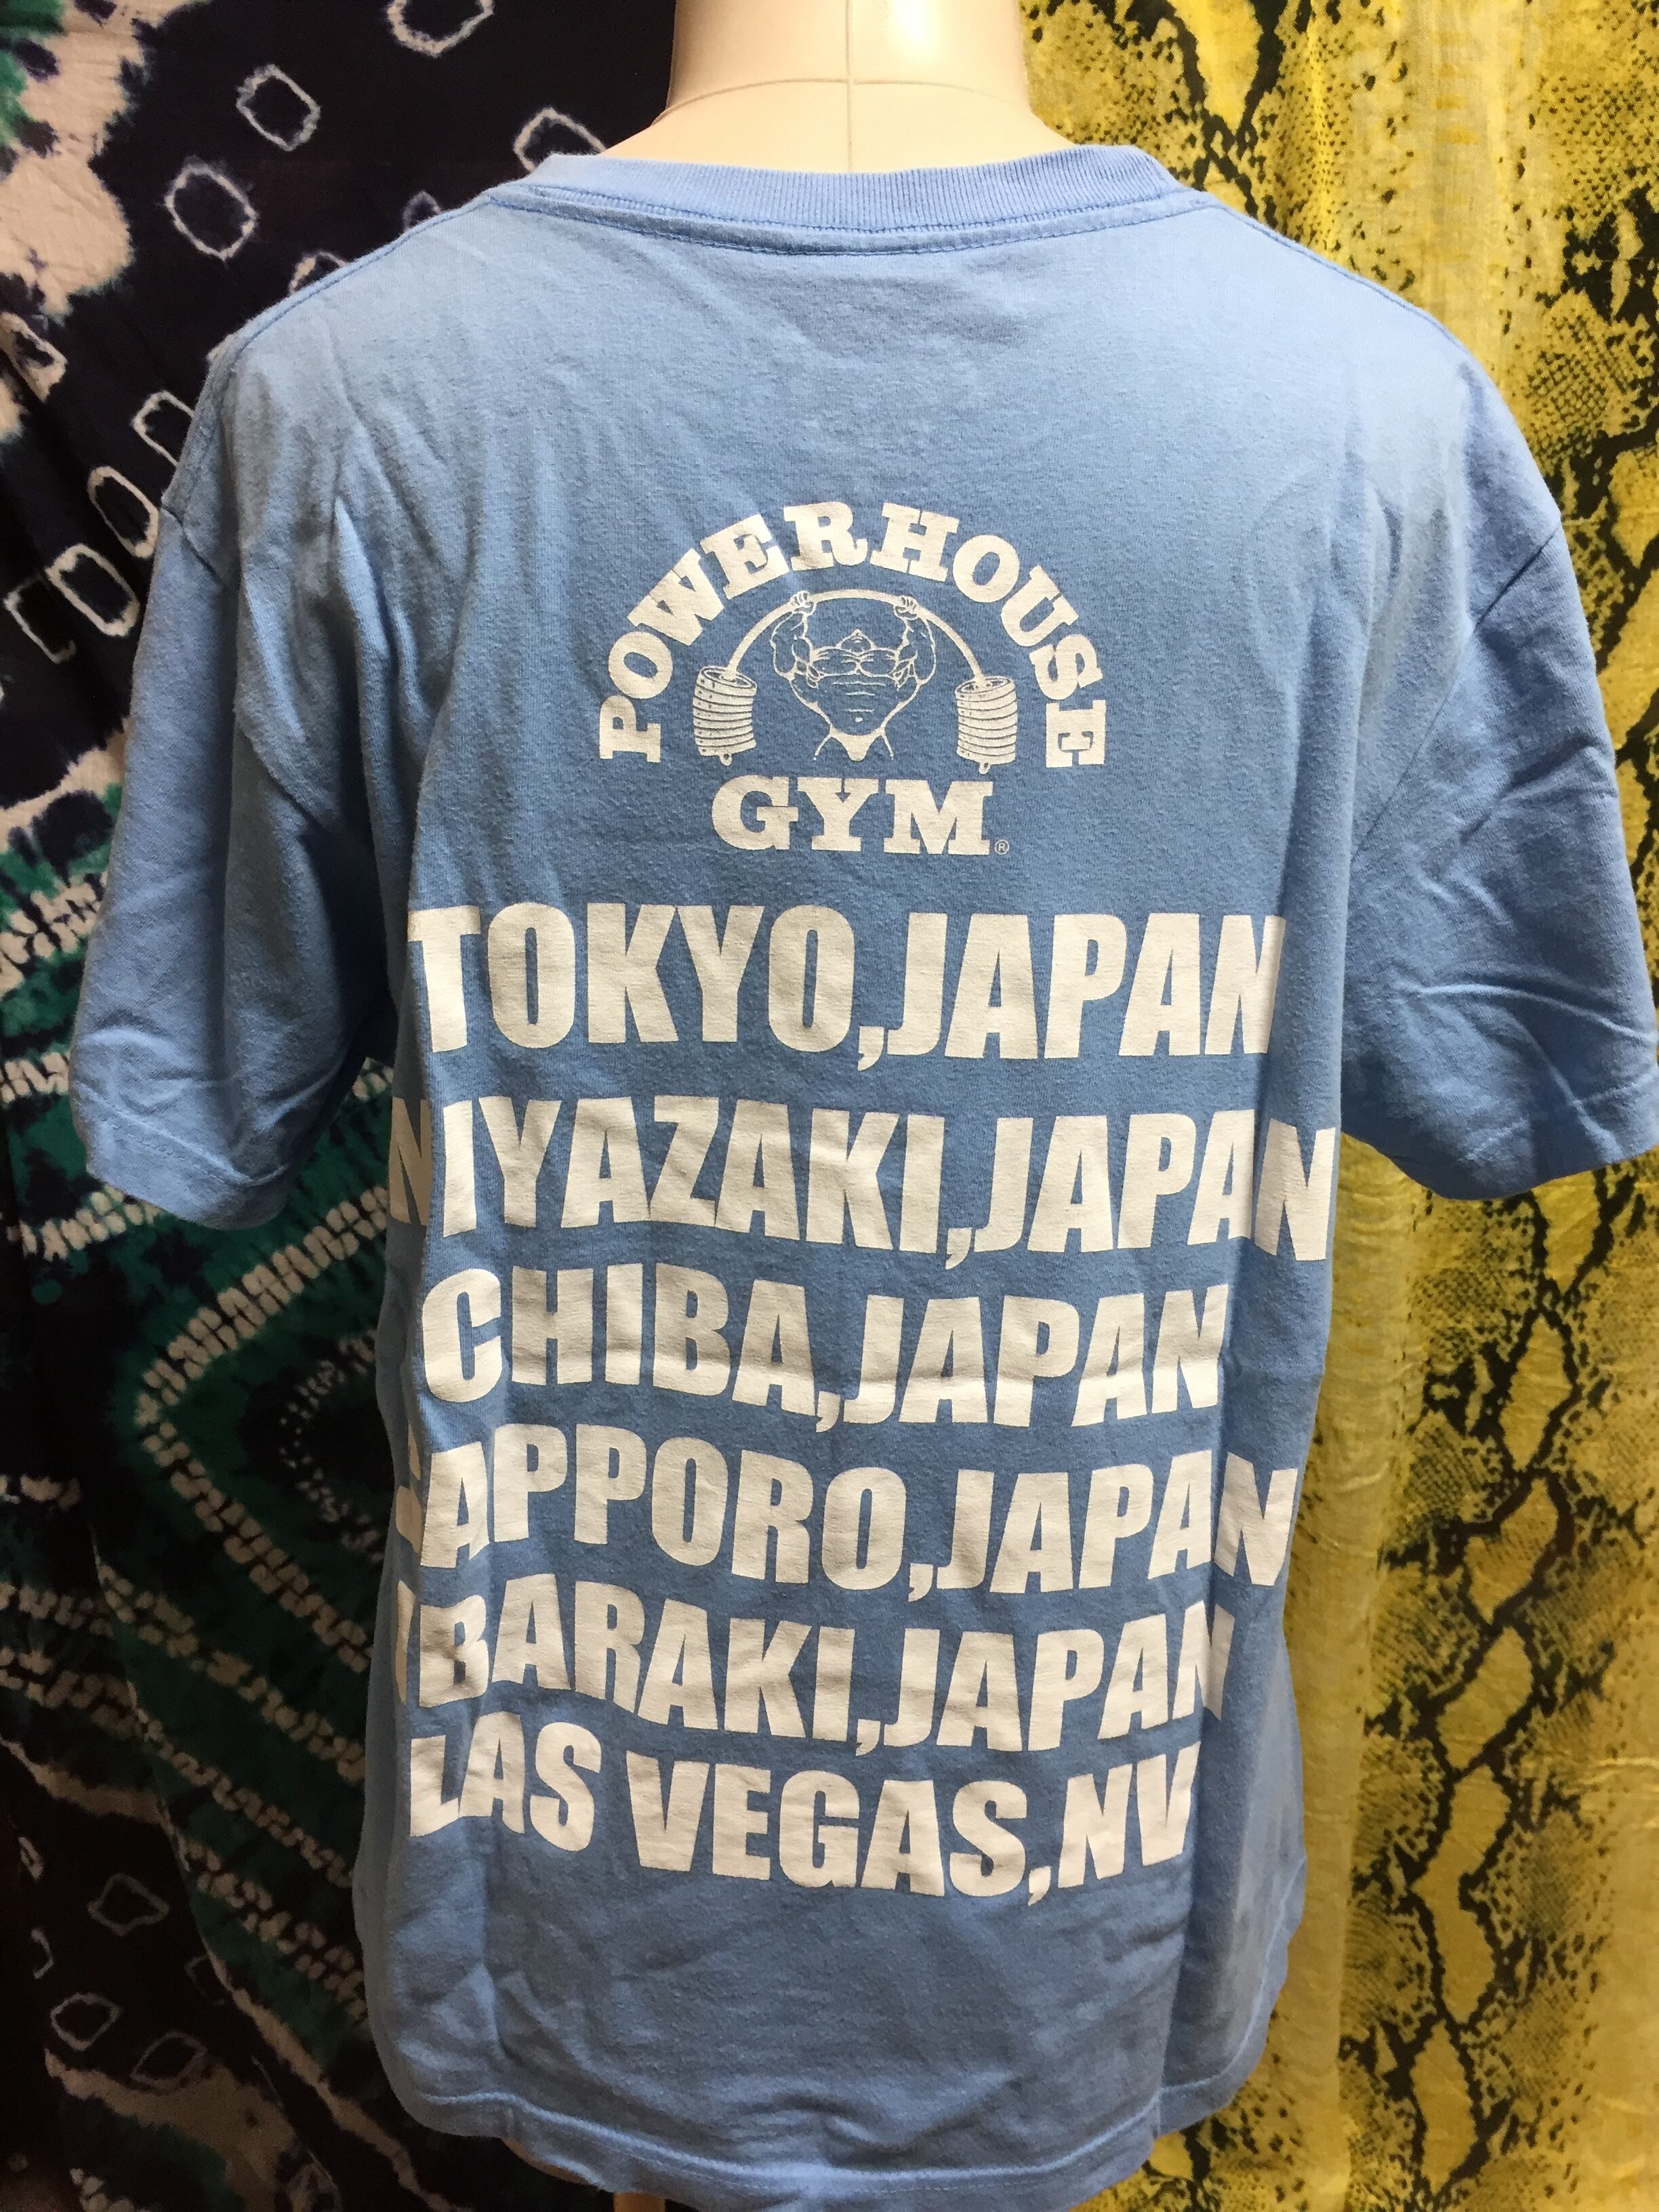 POWERHOUSE
GYM®
TOKYO,JAPAN
MIYAZAKI,JAPAN
CHIBA,JAPAN
SAPPORO,JAPAN
IBARAKI,JAPAN
LAS VEGAS,NV